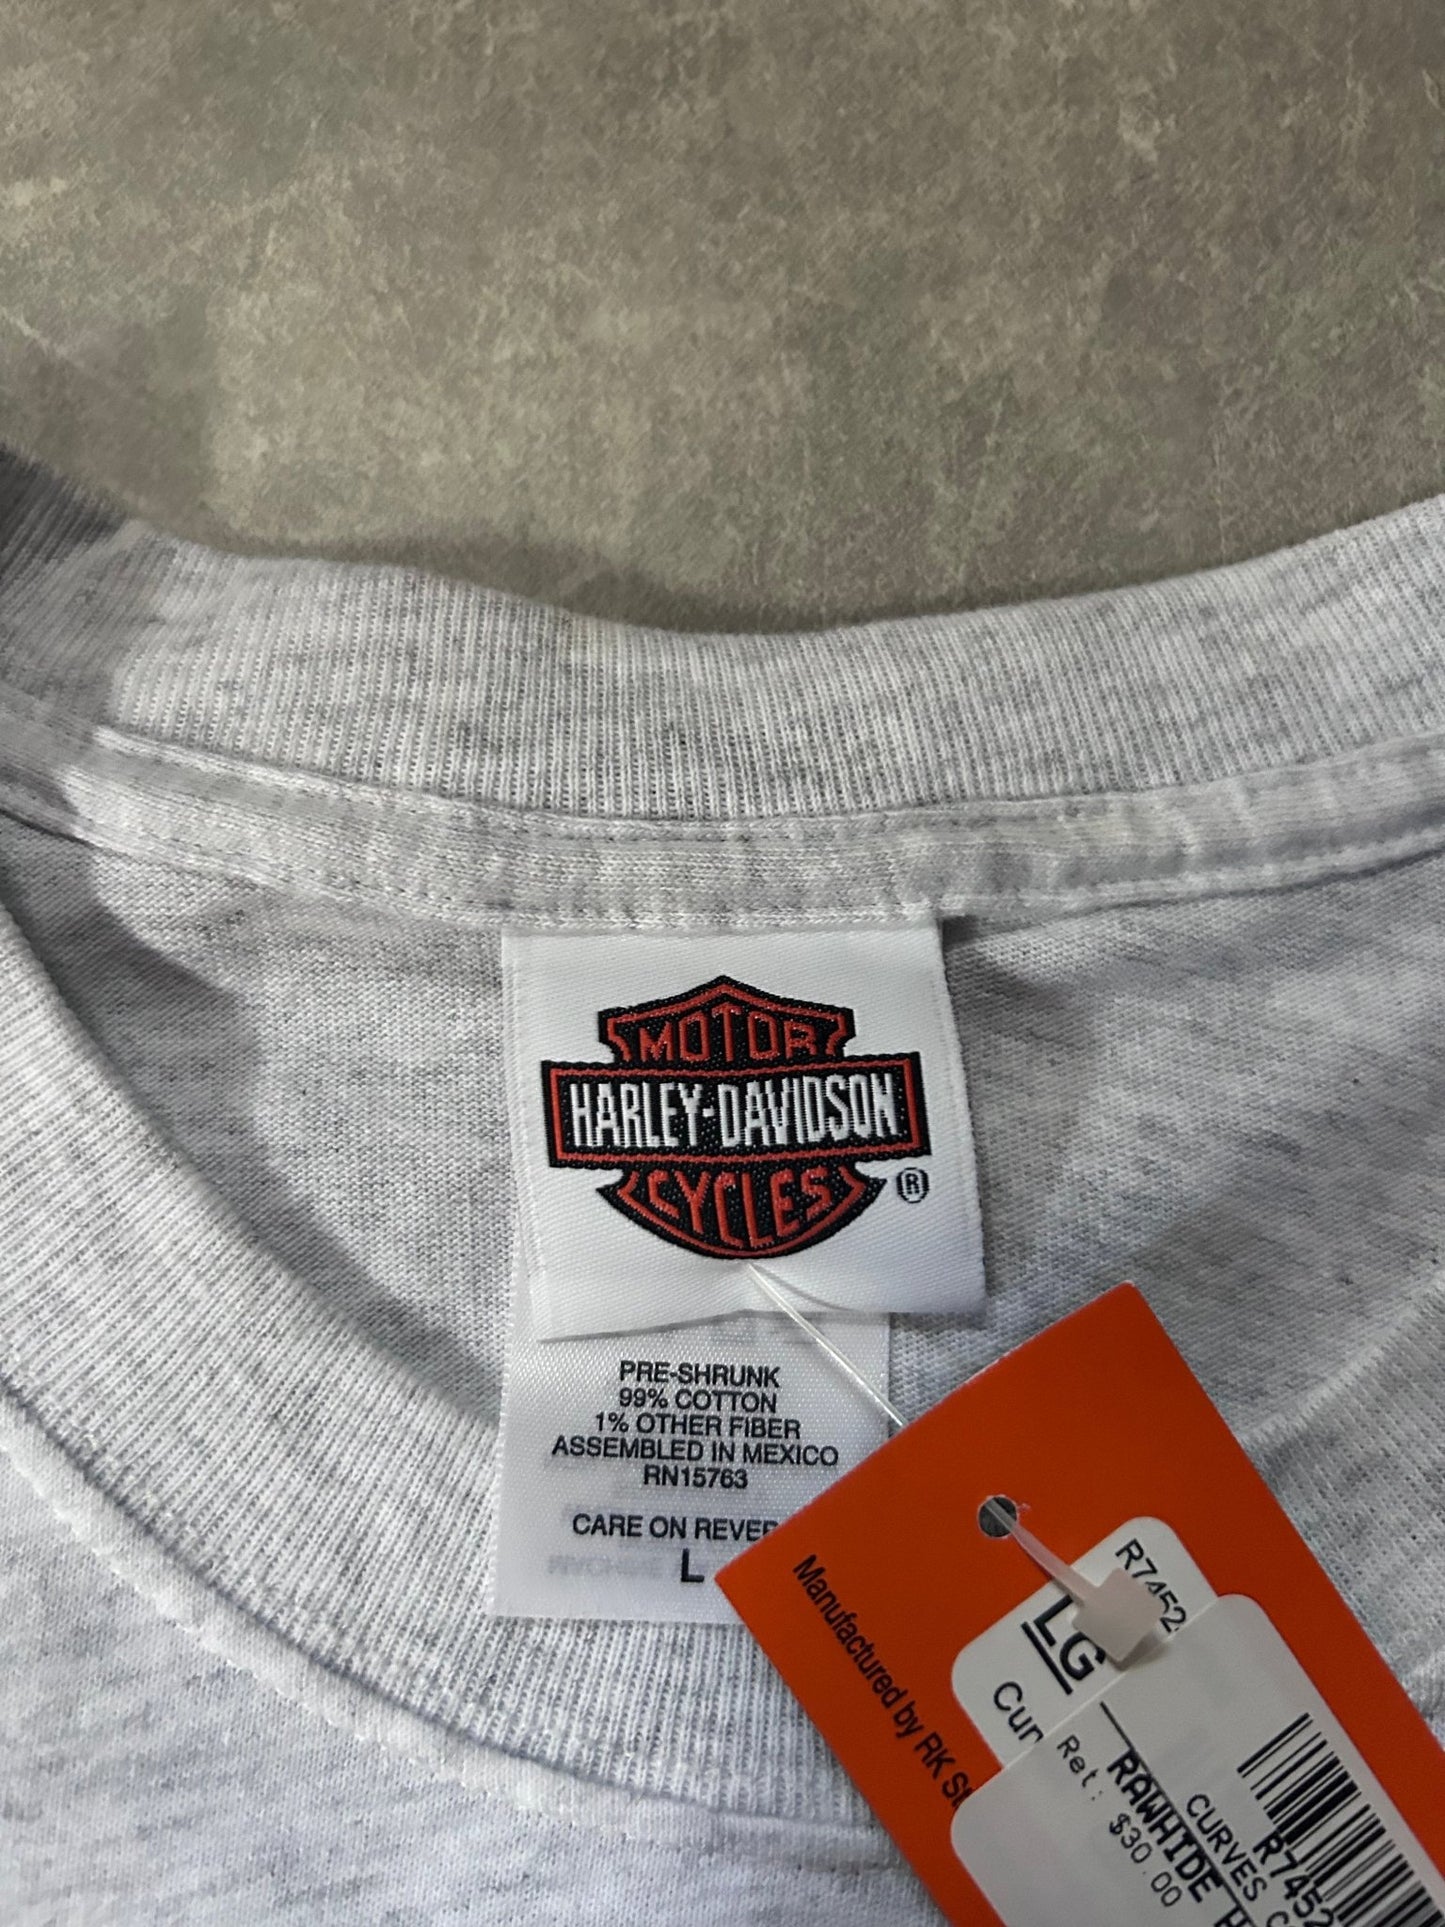 MOTOR
HARLEY-DAVIDSON
CYCLES
®
PRE-SHRUNK
99% COTTON
1% OTHER FIBER
ASSEMBLED IN MEXICO
RN15763
CARE ON
L
Manufactured by RK
LG
RAWHIDE
Ret: $30.00
CURVES